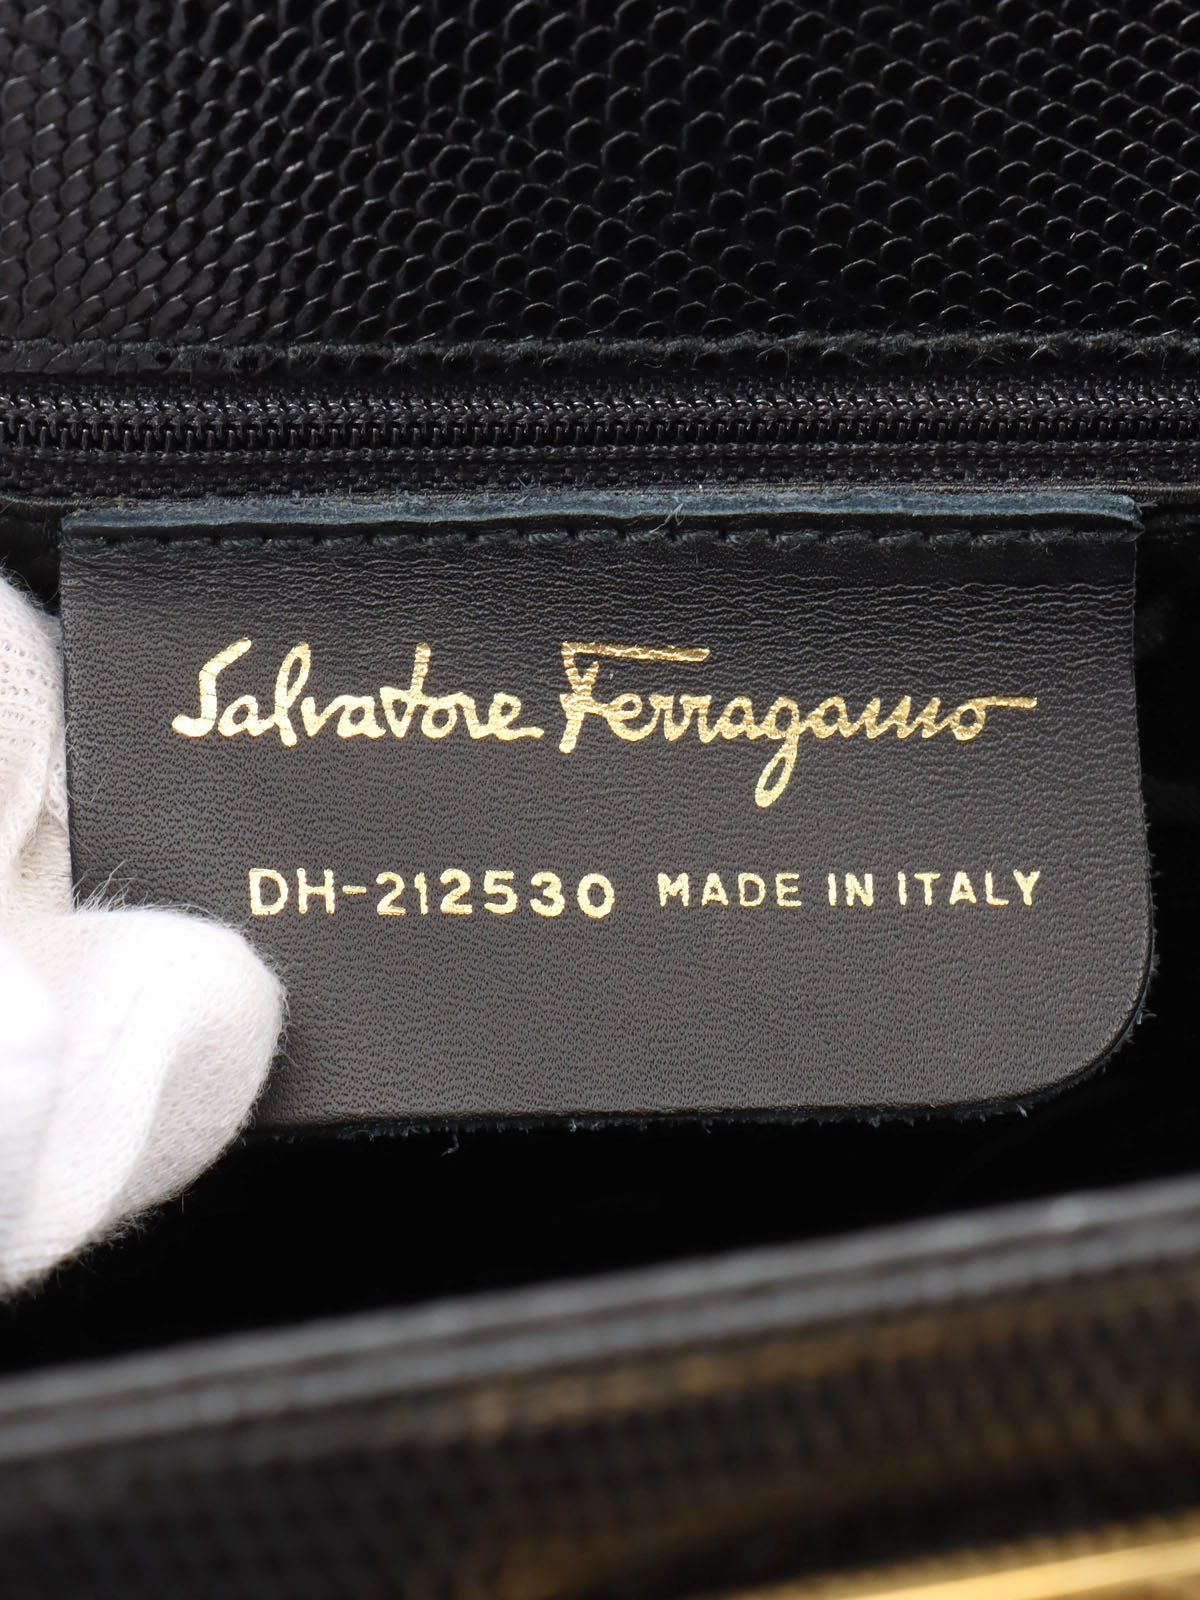 Salvatore Ferragamo
DH-212530 MADE IN ITALY